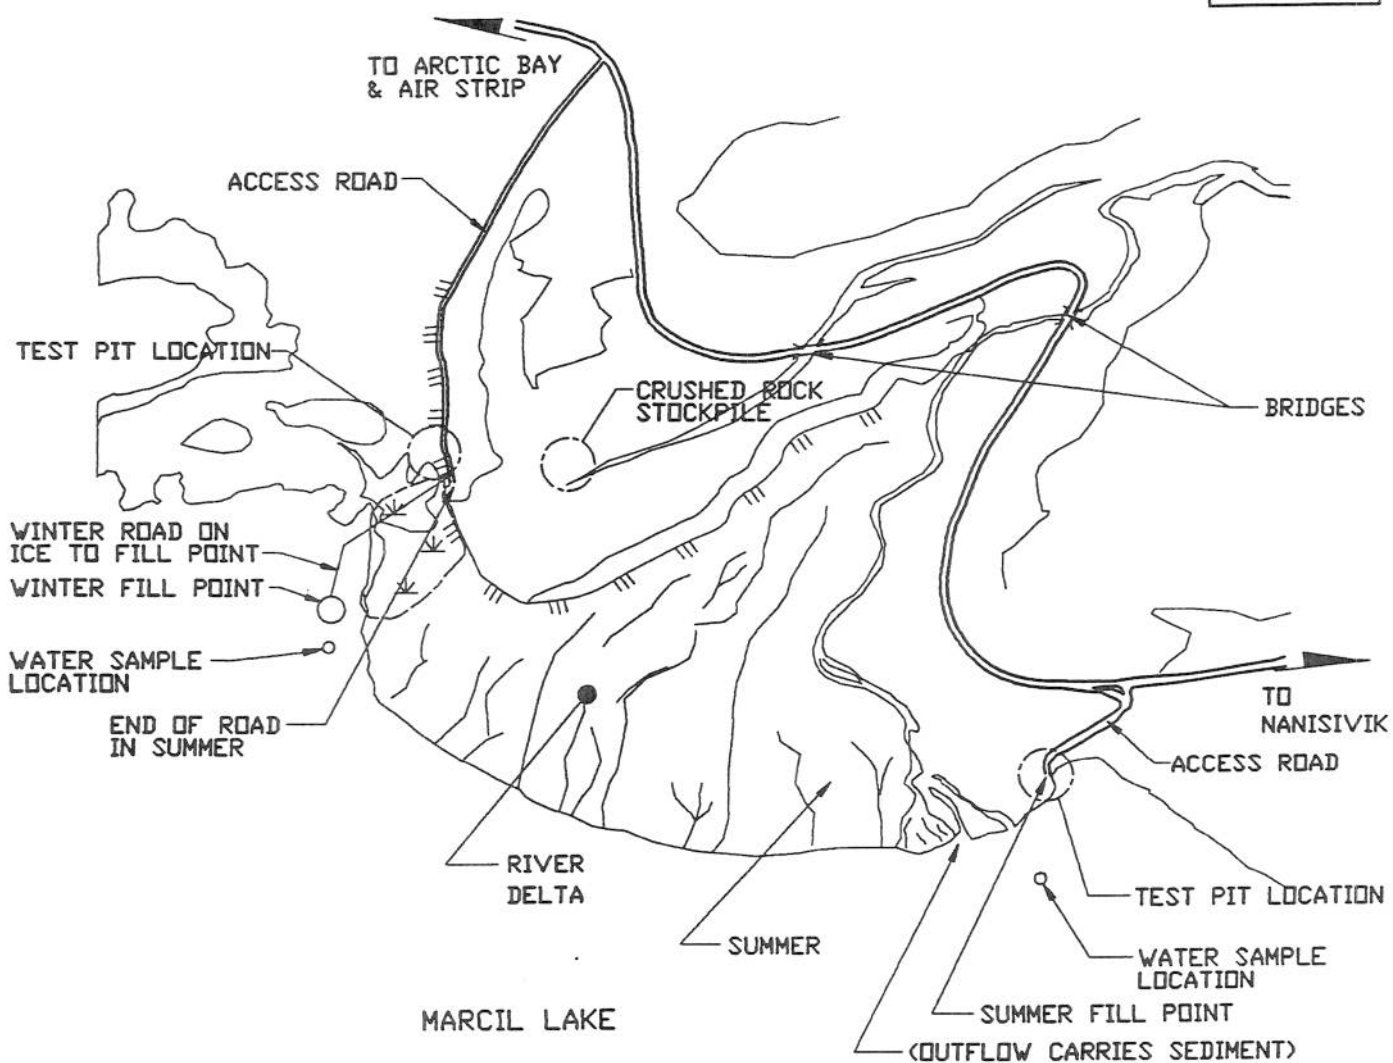 TO ARCTIC BAY
& AIR STRIP
ACCESS ROAD
TEST PIT LOCATION
CRUSHED ROCK
STOCKPILE
BRIDGES
WINTER ROAD ON
ICE TO FILL POINT
WINTER FILL POINT
WATER SAMPLE
LOCATION
END OF ROAD
IN SUMMER
TO
NANISIVIK
ACCESS ROAD
RIVER
DELTA
TEST PIT LOCATION
SUMMER
WATER SAMPLE
LOCATION
SUMMER FILL POINT
MARCIL LAKE
(OUTFLOW CARRIES SEDIMENT)